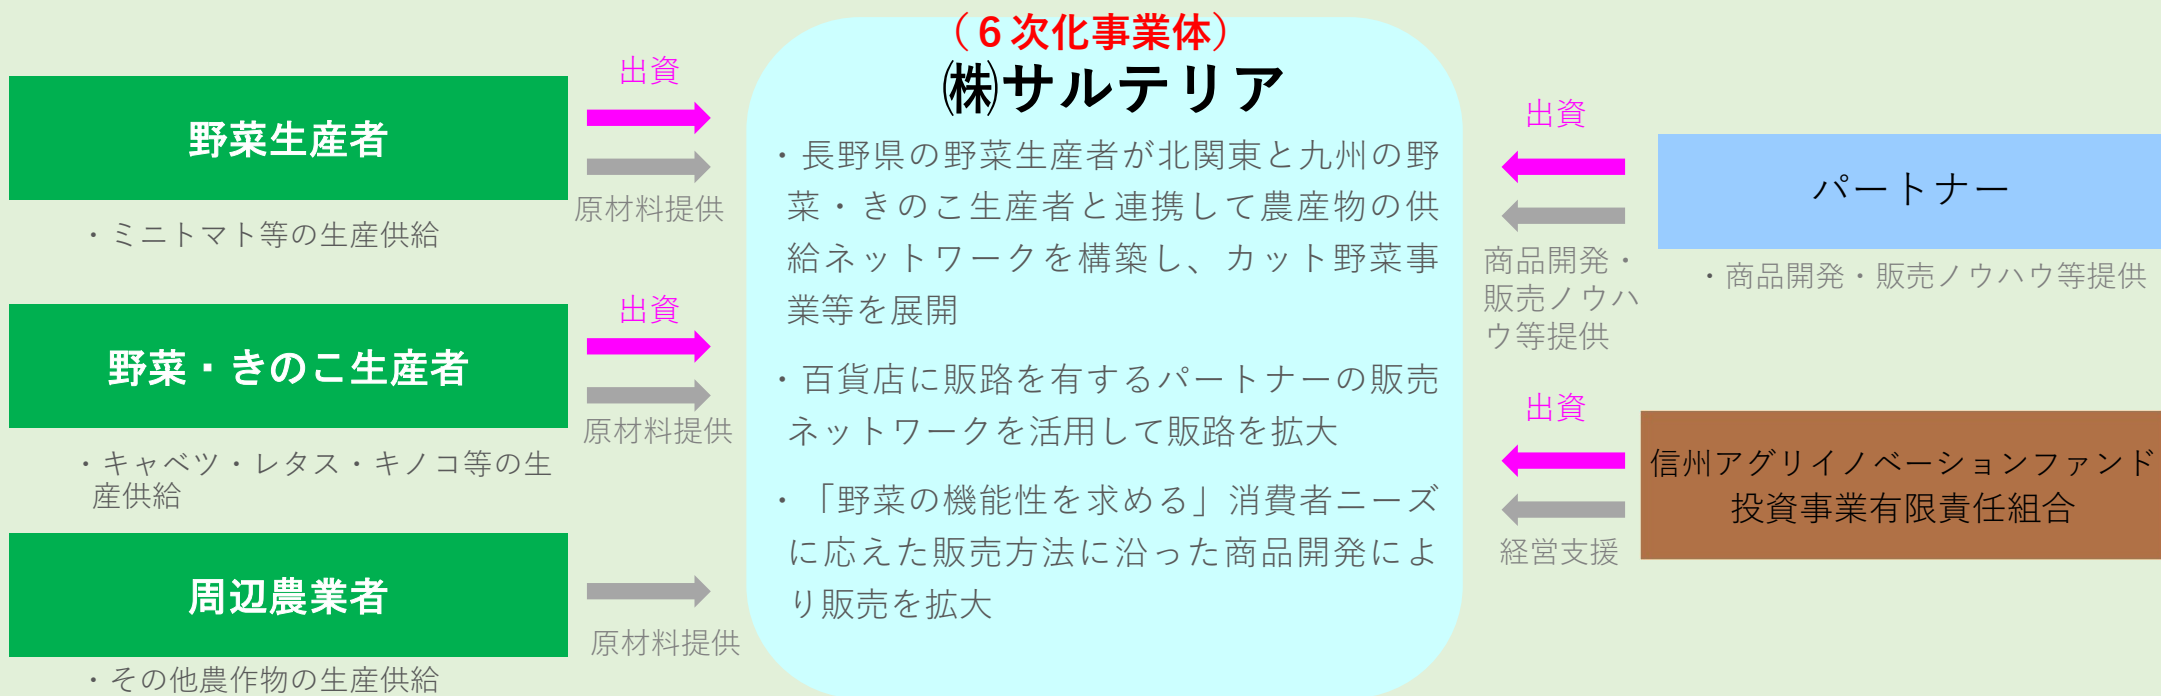 （６次化事業体）
㈱サルテリア
出資
野菜生産者
原材料提供
・ミニトマト等の生産供給
出資
野菜・きのこ生産者
原材料提供
・キャベツ・レタス・キノコ等の生
産供給
周辺農業者
原材料提供
・その他農作物の生産供給
・長野県の野菜生産者が北関東と九州の野
菜・きのこ生産者と連携して農産物の供
給ネットワークを構築し、カット野菜事
業等を展開
・百貨店に販路を有するパートナーの販売
ネットワークを活用して販路を拡大
・「野菜の機能性を求める」消費者ニーズ
に応えた販売方法に沿った商品開発によ
り販売を拡大
出資
パートナー
商品開発・
販売ノウハ
ウ等提供
・商品開発・販売ノウハウ等提供
出資
信州アグリイノベーションファンド
投資事業有限責任組合
経営支援